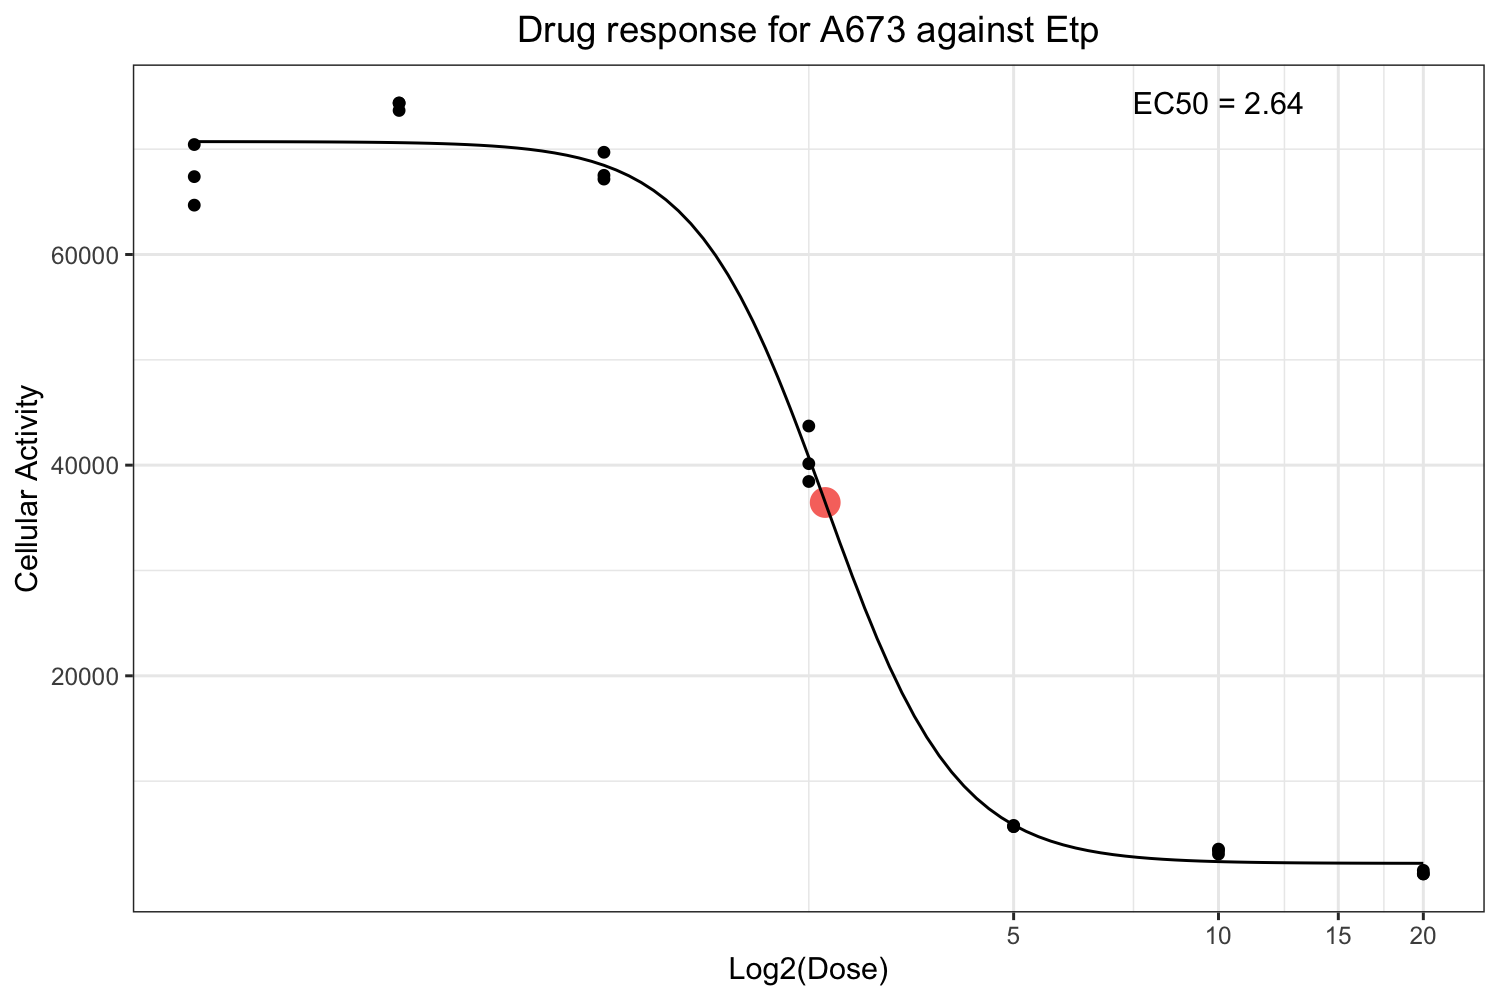 Drug response for A673 against Etp
EC50 = 2.64
60000
40000
20000
Cellular Activity
5 10 15 20
Log2(Dose)